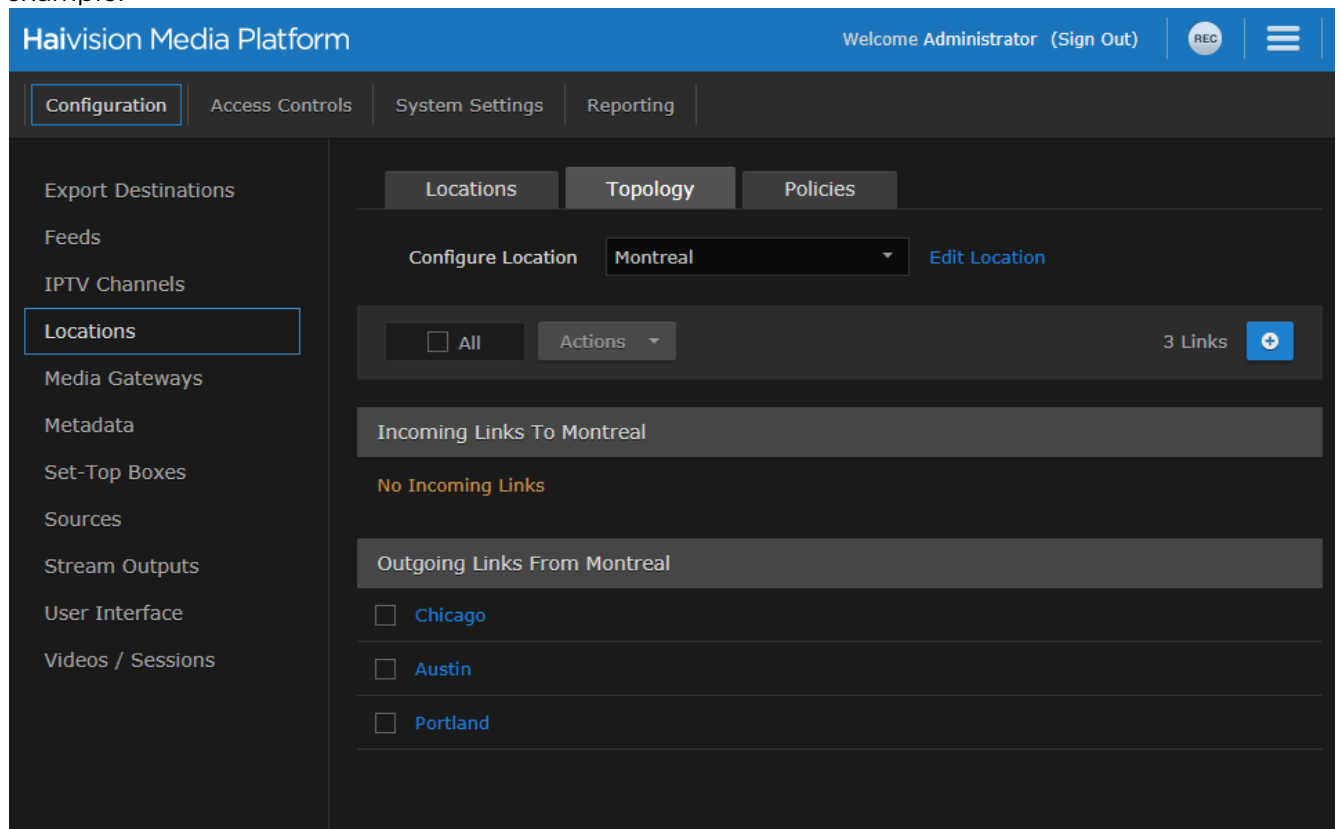 example:
Haivision Media Platform Welcome Administrator (Sign Out) REC
Configuration Access Controls System Settings Reporting
Export Destinations
Feeds
IPTV Channels
Locations
Media Gateways
Metadata
Set-Top Boxes
Sources
Stream Outputs
User Interface
Videos / Sessions
Locations Topology Policies
Configure Location Montreal Edit Location
All Actions 3 Links
Incoming Links To Montreal
No Incoming Links
Outgoing Links From Montreal
Chicago
Austin
Portland